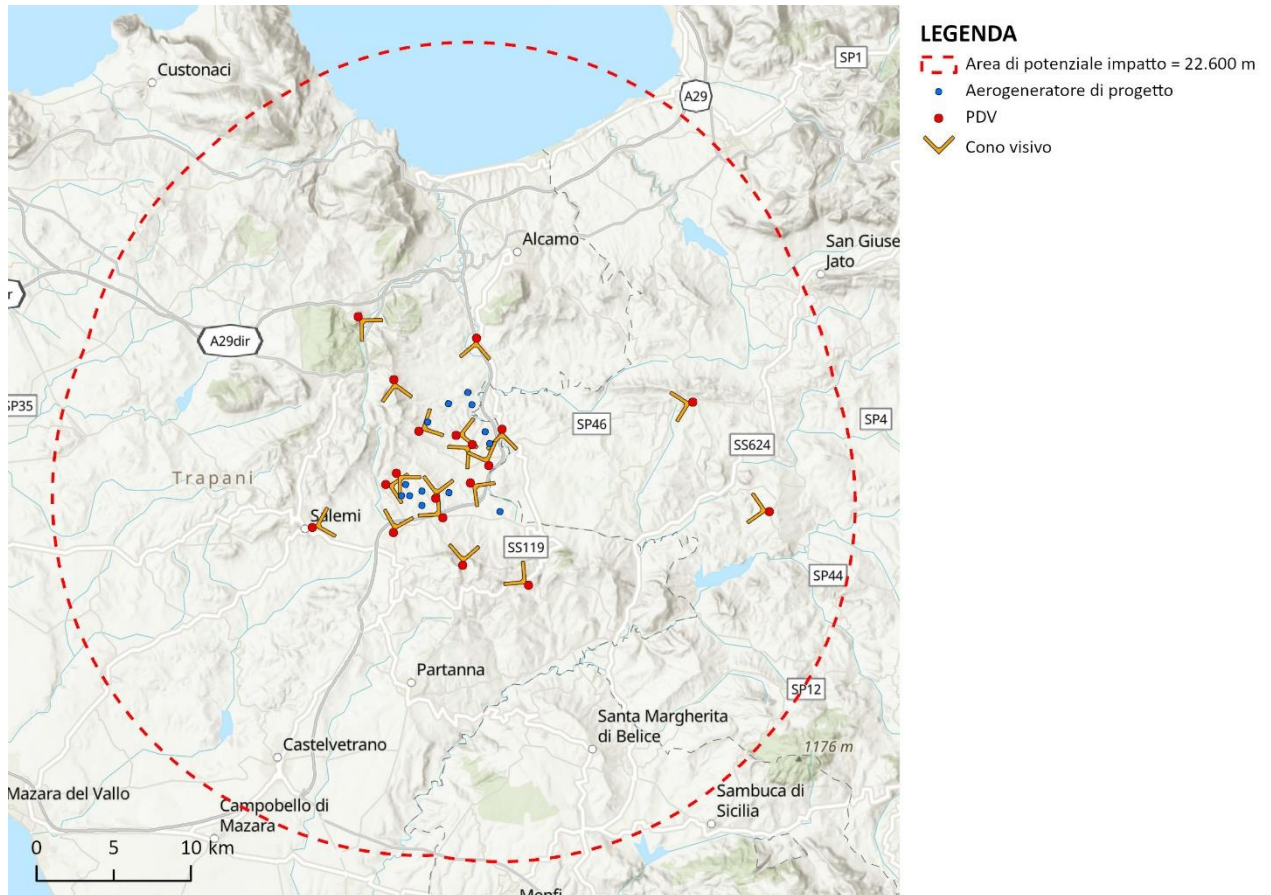 Custonaci
SP1
A29
Alcamo
San Giuse
Jato
A29dir
SP35
SP46
SP4
SS624
Trapani
Salemi
SS119
SP44
Partanna
SP12
Santa Margherita
di Belice
1176 m
Castelvetrano
Mazara del Vallo
Campobello di
Mazara
Sambuca di
Sicilia
0 5 10 km
Menfi
LEGENDA
Area di potenziale impatto = 22.600 m
Aerogeneratore di progetto
PDV
Cono visivo